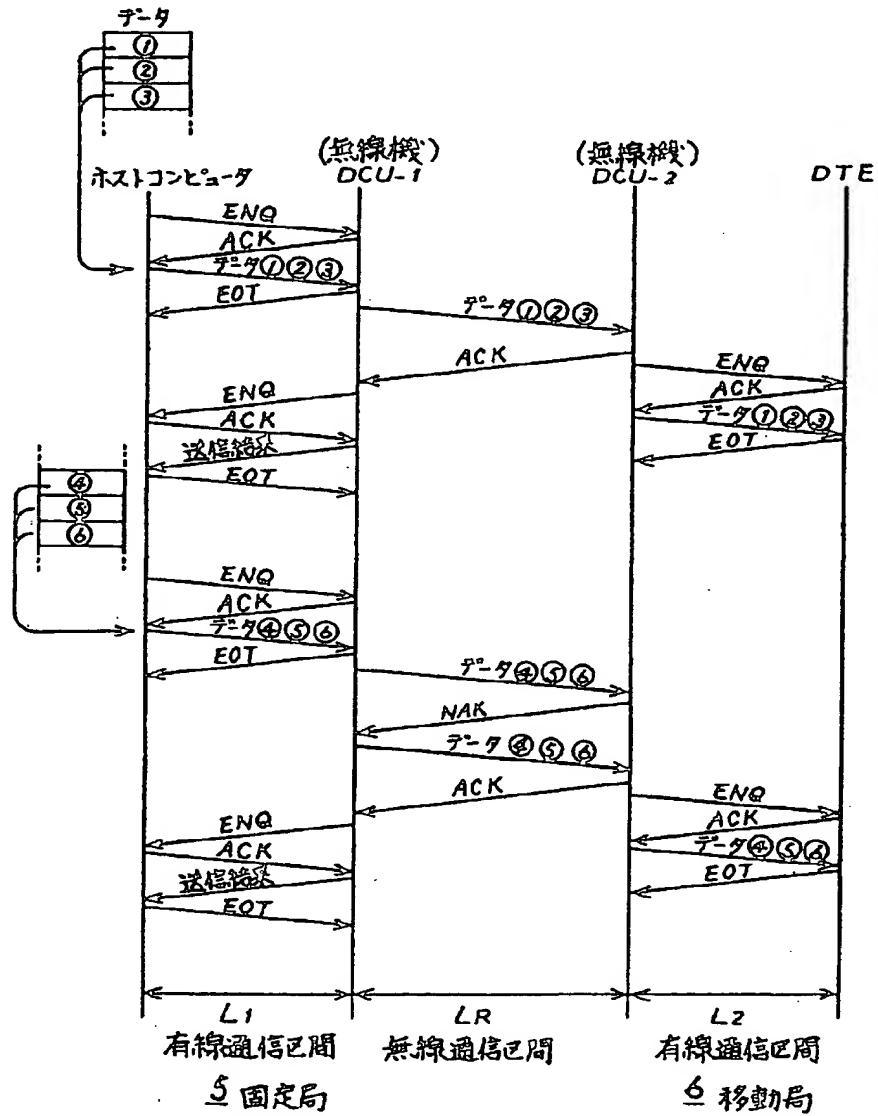 データ
①
②
③
(無線機)
(無線機)
ホストコンピュータ
DCU-1
DCU-2
DTE
ENQ
ACK
データ①②③
EOT
データ①②③
ACK
ENQ
ENQ
ACK
ACK
データ①②③
送信結果
EOT
EOT
④
⑤
⑥
ENQ
ACK
データ④⑤⑥
EOT
データ④⑤⑥
NAK
データ④⑤⑥
ACK
ENQ
ENQ
ACK
ACK
データ④⑤⑥
送信結果
EOT
EOT
L1
LR
L2
有線通信区間
無線通信区間
有線通信区間
5 固定局
6 移動局